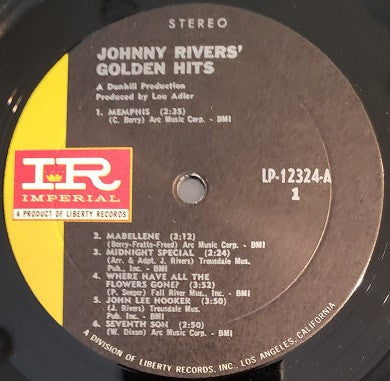 STEREO
JOHNNY RIVERS'
GOLDEN HITS
A Dunhill Production
Produced by Lou Adler
1. MEMPHIS (2:35)
(C. Berry) Arc Music Corp. - BMI
IR
IMPERIAL
A PRODUCT OF LIBERTY RECORDS
LP-12324-A
1
2. MABELLENE (2:12)
(Berry-Fratto-Freed) Arc Music Corp. - BMI
3. MIDNIGHT SPECIAL (2:24)
(Arr. & Adpt. J. Rivers) Trousdale Mus.
Pub., Inc. - BMI
4. WHERE HAVE ALL THE
FLOWERS GONE? (3:52)
(P. Seeger) Fall River Mus., Inc. - BMI
5. JOHN LEE HOOKER (3:50)
(J. Rivers) Trousdale Mus.
Pub. Inc. - BMI
6. SEVENTH SON (2:50)
(W. Dixon) Arc Music Corp. - BMI
A DIVISION OF LIBERTY RECORDS, INC., LOS ANGELES, CALIFORNIA